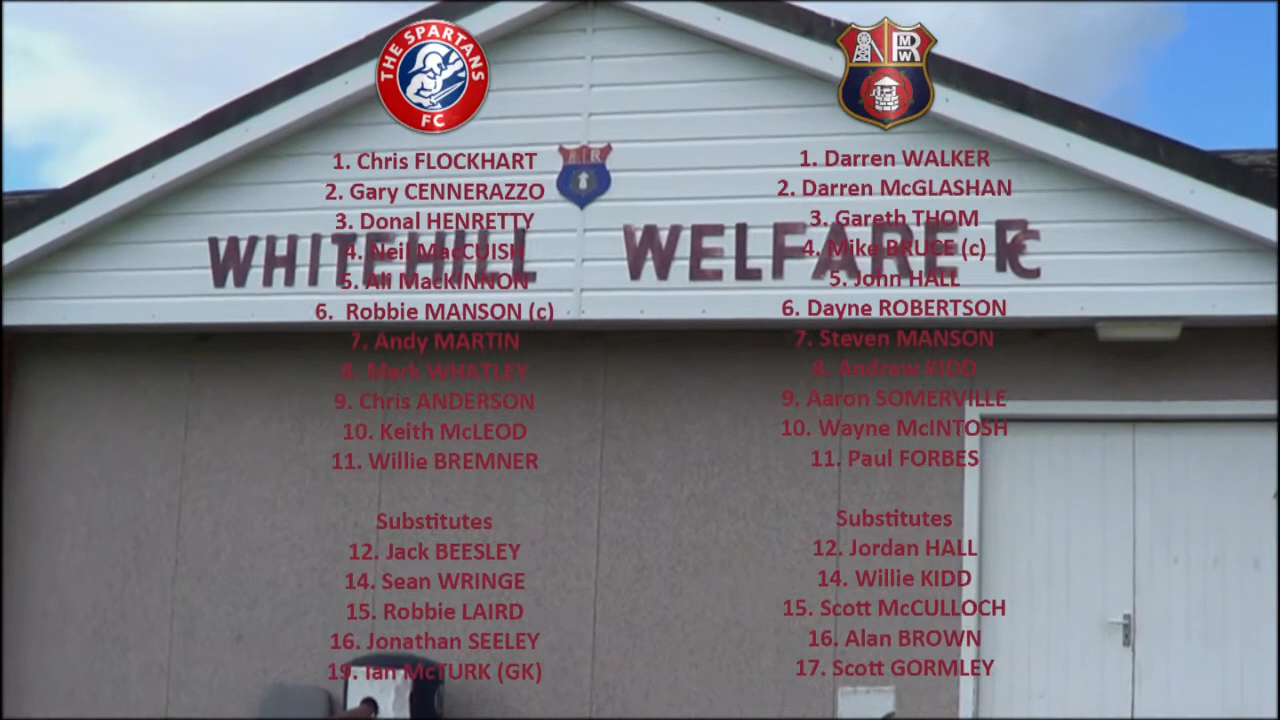 THE SPARTANS
FC
1. Chris FLOCKHART
2. Gary CENNERAZZO
3. Donal HENRETTY
4. Neil MacCUISH
5. Ali MacKINNON
6. Robbie MANSON (c)
7. Andy MARTIN
8. Mark WHATLEY
9. Chris ANDERSON
10. Keith McLEOD
11. Willie BREMNER
Substitutes
12. Jack BEESLEY
14. Sean WRINGE
15. Robbie LAIRD
16. Jonathan SEELEY
19. Ian McTURK (GK)
1. Darren WALKER
2. Darren McGLASHAN
3. Gareth THOM
4. Mike BRUCE (c)
5. John HALL
6. Dayne ROBERTSON
7. Steven MANSON
8. Andrew KIDD
9. Aaron SOMERVILLE
10. Wayne McINTOSH
11. Paul FORBES
Substitutes
12. Jordan HALL
14. Willie KIDD
15. Scott McCULLOCH
16. Alan BROWN
17. Scott GORMLEY
WHITEHILL WELFARE FC